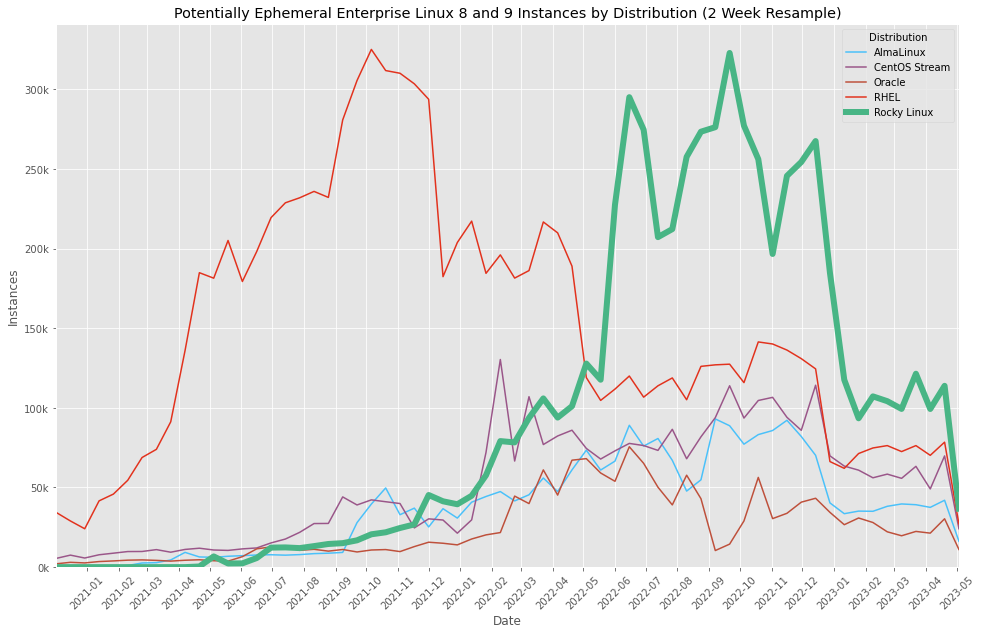 Potentially Ephemeral Enterprise Linux 8 and 9 Instances by Distribution (2 Week Resample)
Distribution
AlmaLinux
CentOS Stream
Oracle
RHEL
Rocky Linux
Instances
300k
250k
200k
150k
100k
50k
0k
2021-01
2021-02
2021-03
2021-04
2021-05
2021-06
2021-07
2021-08
2021-09
2021-10
2021-11
2021-12
2022-01
2022-02
2022-03
2022-04
2022-05
2022-06
2022-07
2022-08
2022-09
2022-10
2022-11
2022-12
2023-01
2023-02
2023-03
2023-04
2023-05
Date